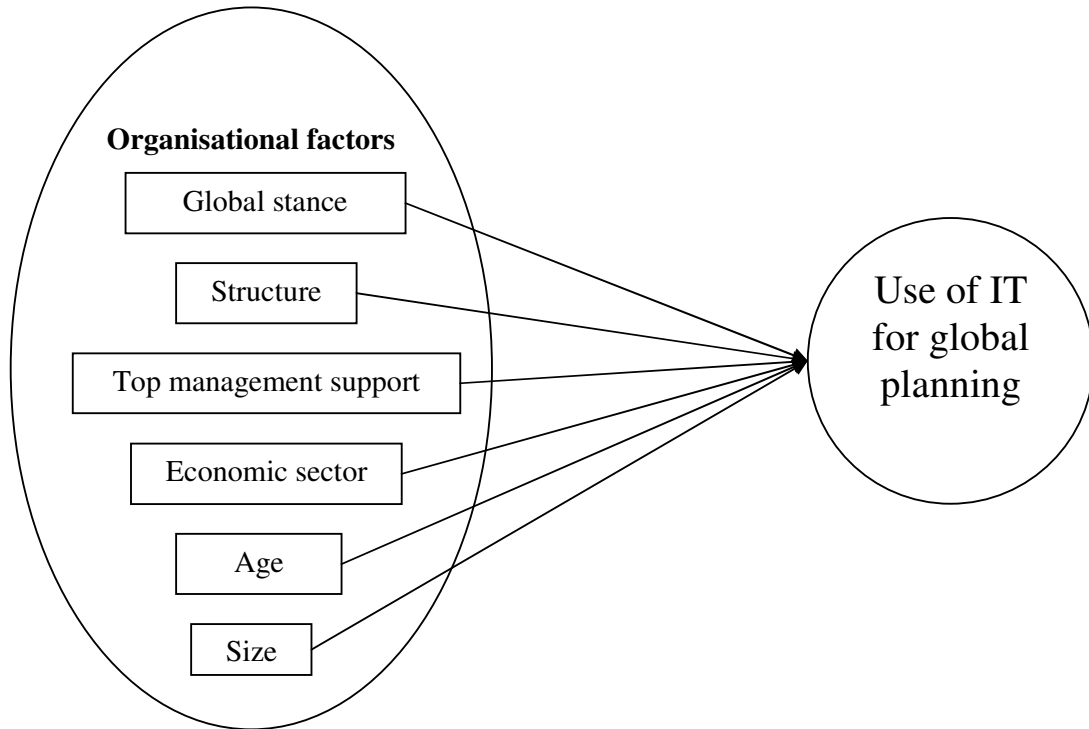 Organisational factors
Global stance
Structure
Top management support
Economic sector
Age
Size
Use of IT
for global
planning